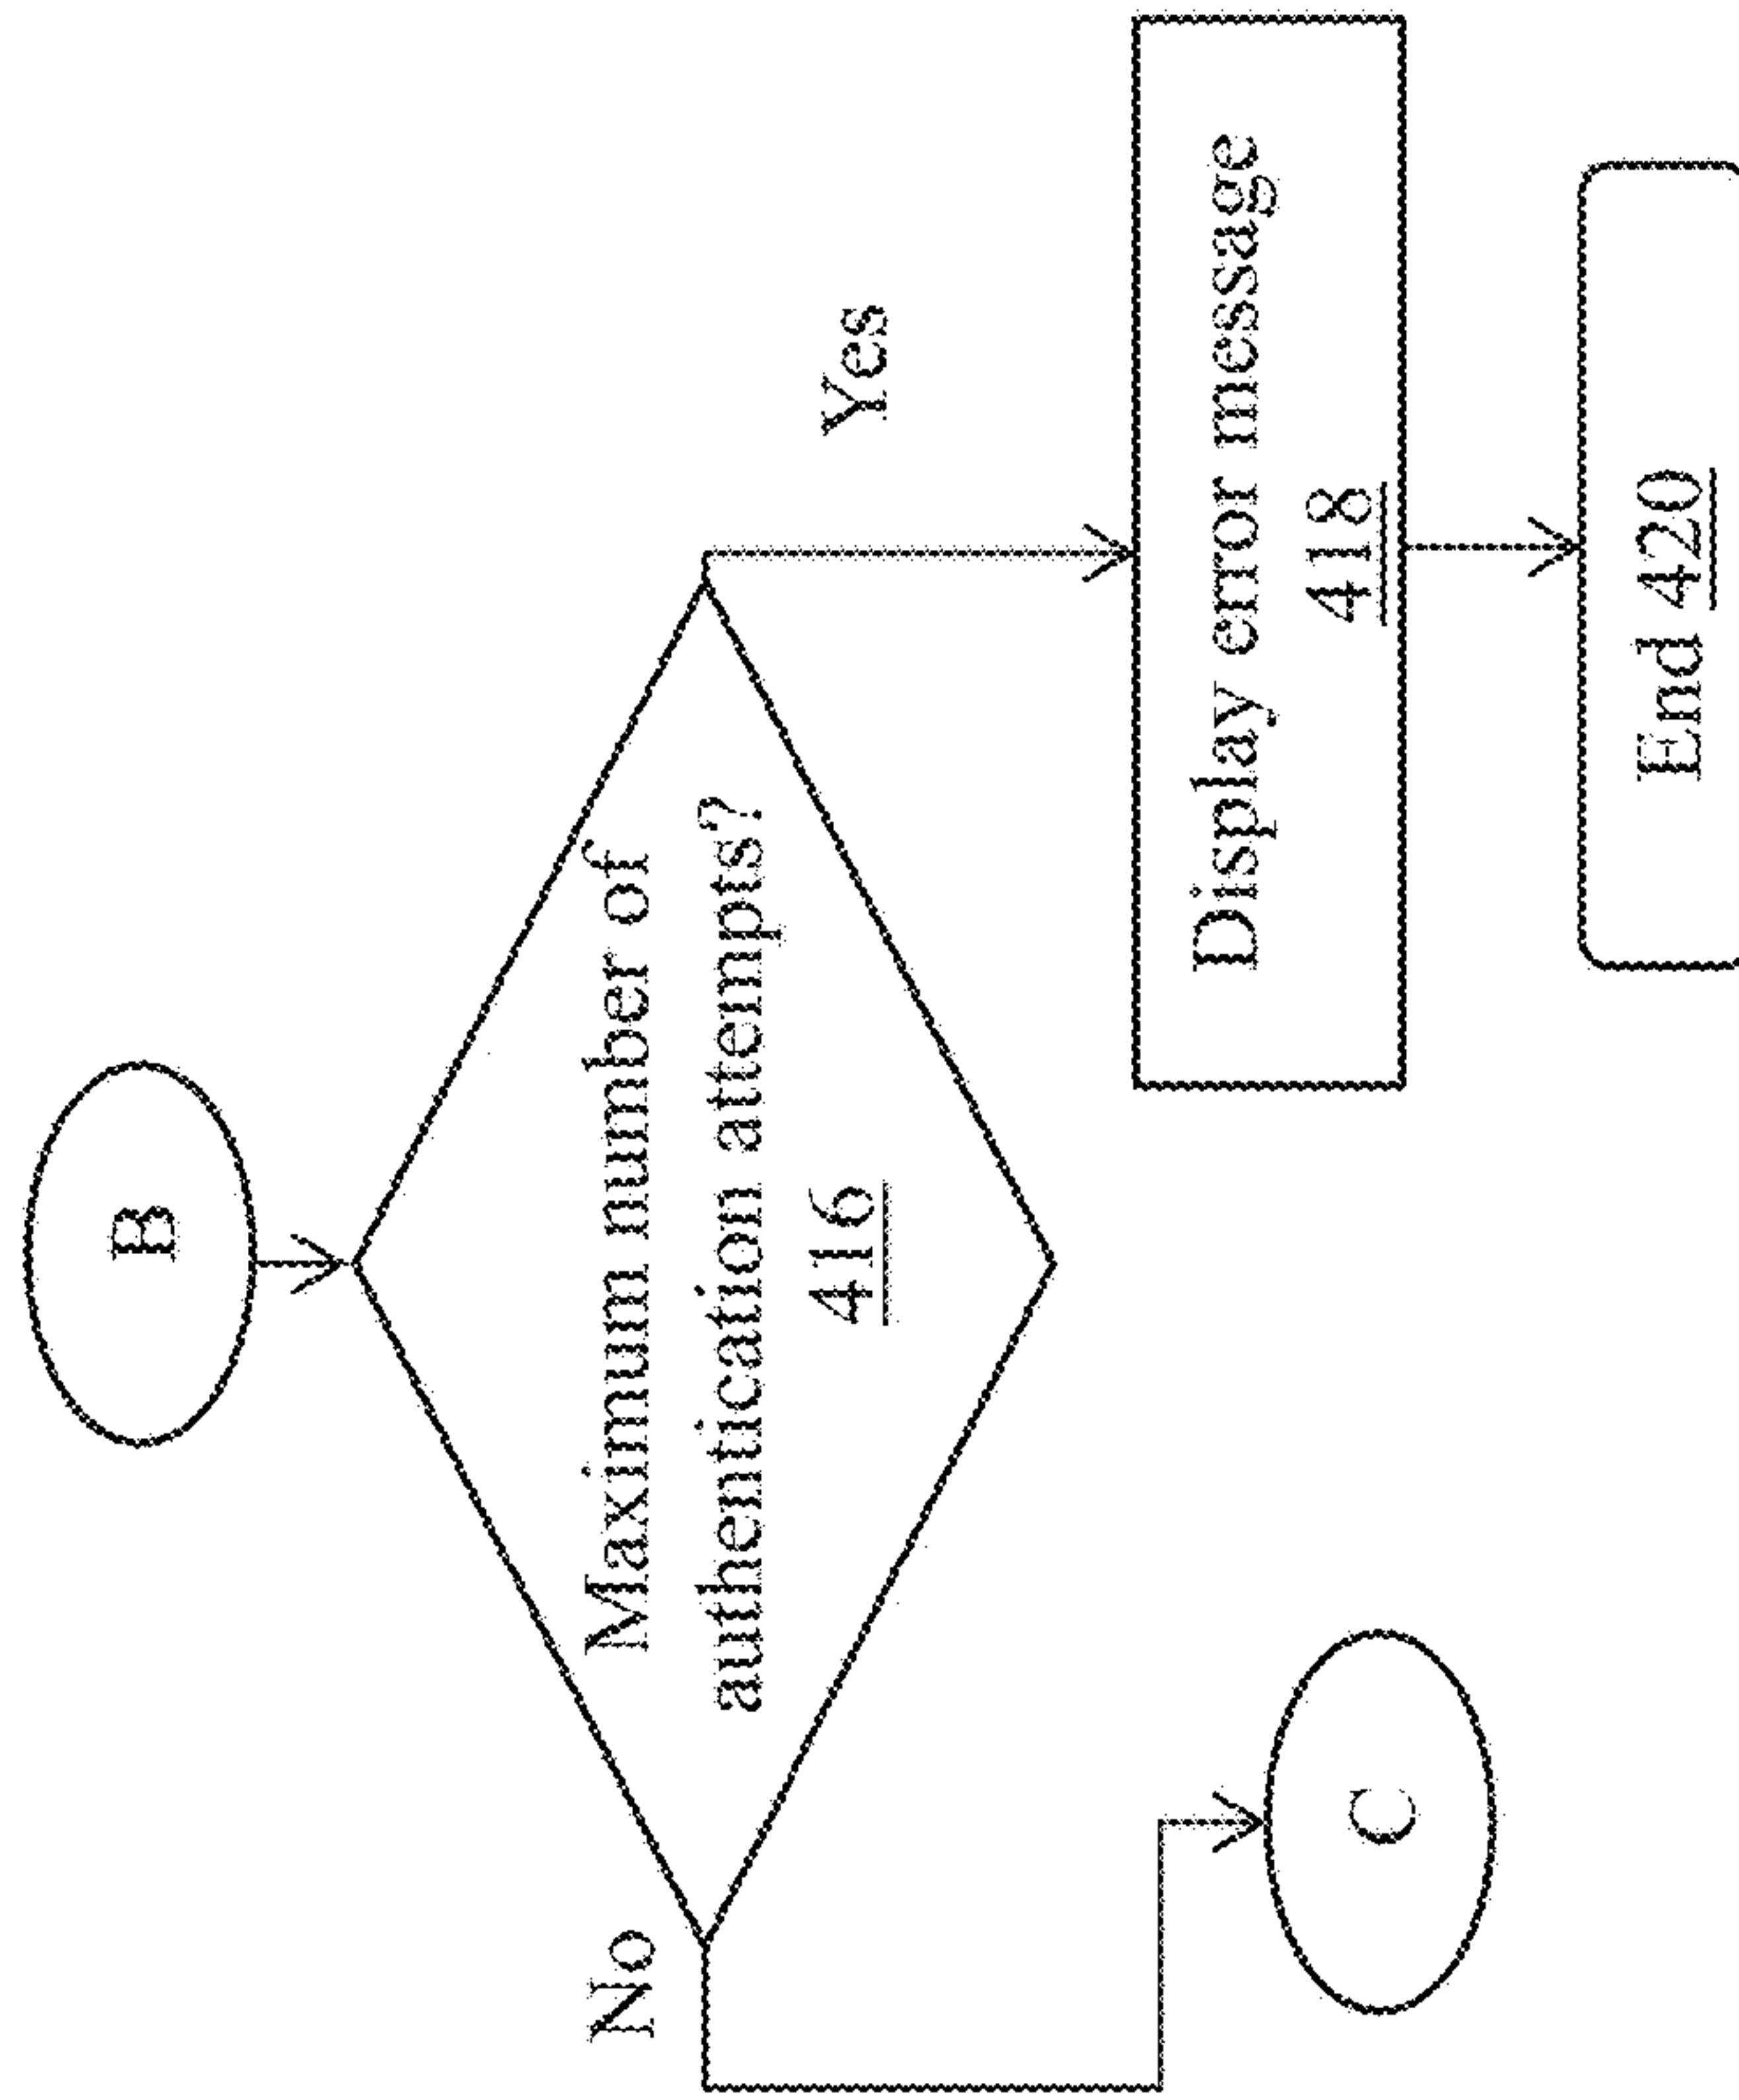 B
Maximum number of
authentication attempts?
416
No
Yes
C
Display error message
418
End 420